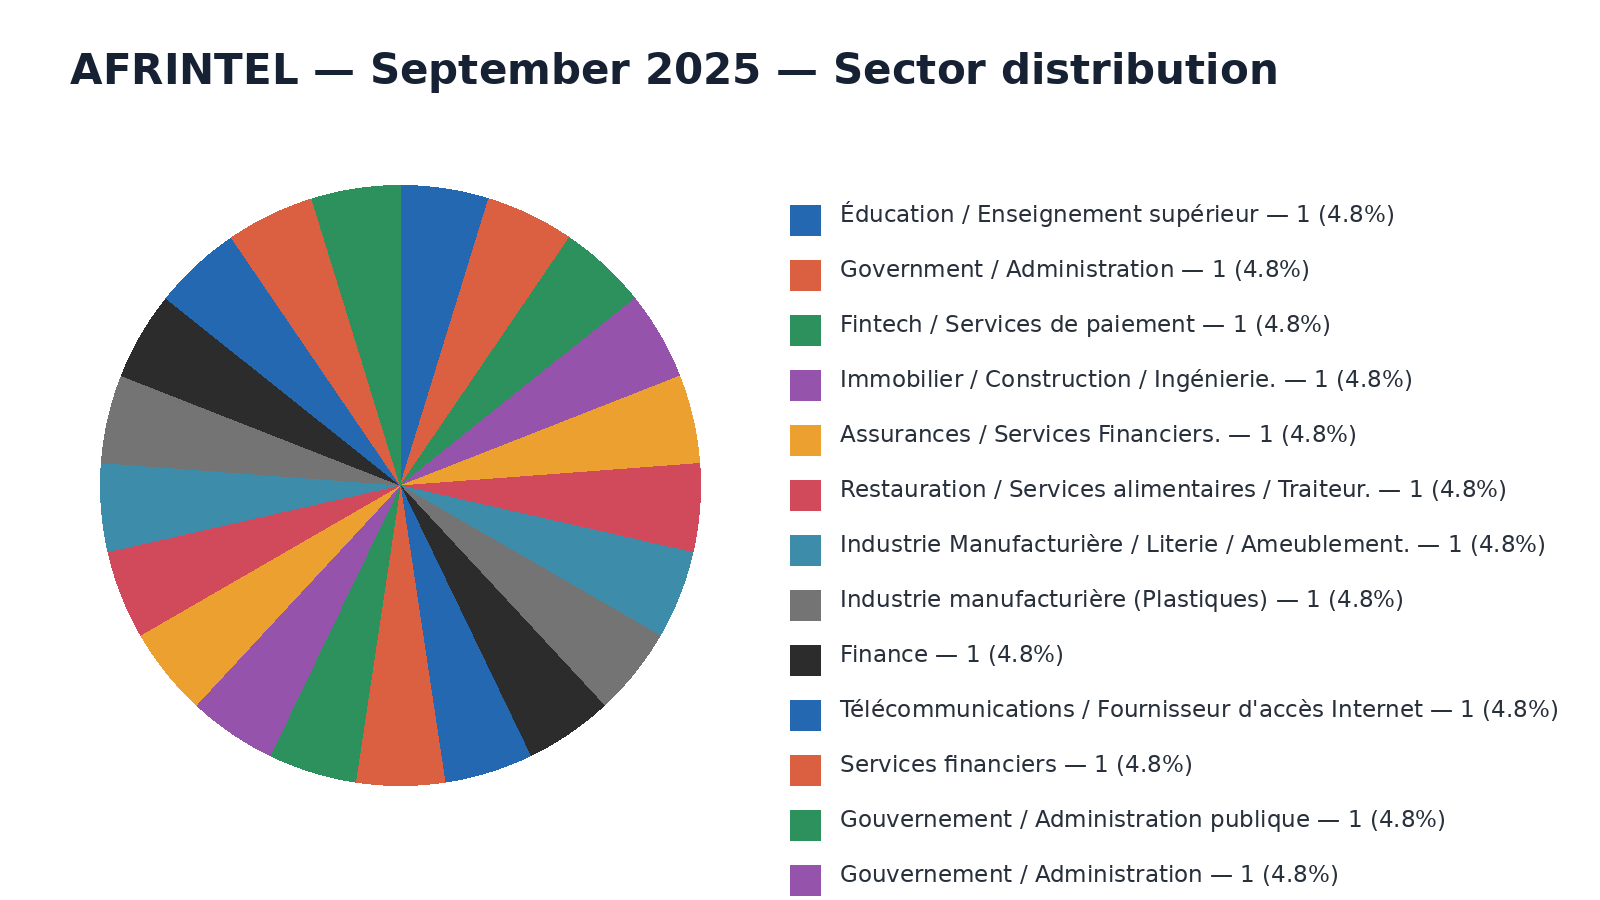 AFRINTEL — September 2025 — Sector distribution
Éducation / Enseignement supérieur — 1 (4.8%)
Government / Administration — 1 (4.8%)
Fintech / Services de paiement — 1 (4.8%)
Immobilier / Construction / Ingénierie. — 1 (4.8%)
Assurances / Services Financiers. — 1 (4.8%)
Restauration / Services alimentaires / Traiteur. — 1 (4.8%)
Industrie Manufacturière / Literie / Ameublement. — 1 (4.8%)
Industrie manufacturière (Plastiques) — 1 (4.8%)
Finance — 1 (4.8%)
Télécommunications / Fournisseur d'accès Internet — 1 (4.8%)
Services financiers — 1 (4.8%)
Gouvernement / Administration publique — 1 (4.8%)
Gouvernement / Administration — 1 (4.8%)